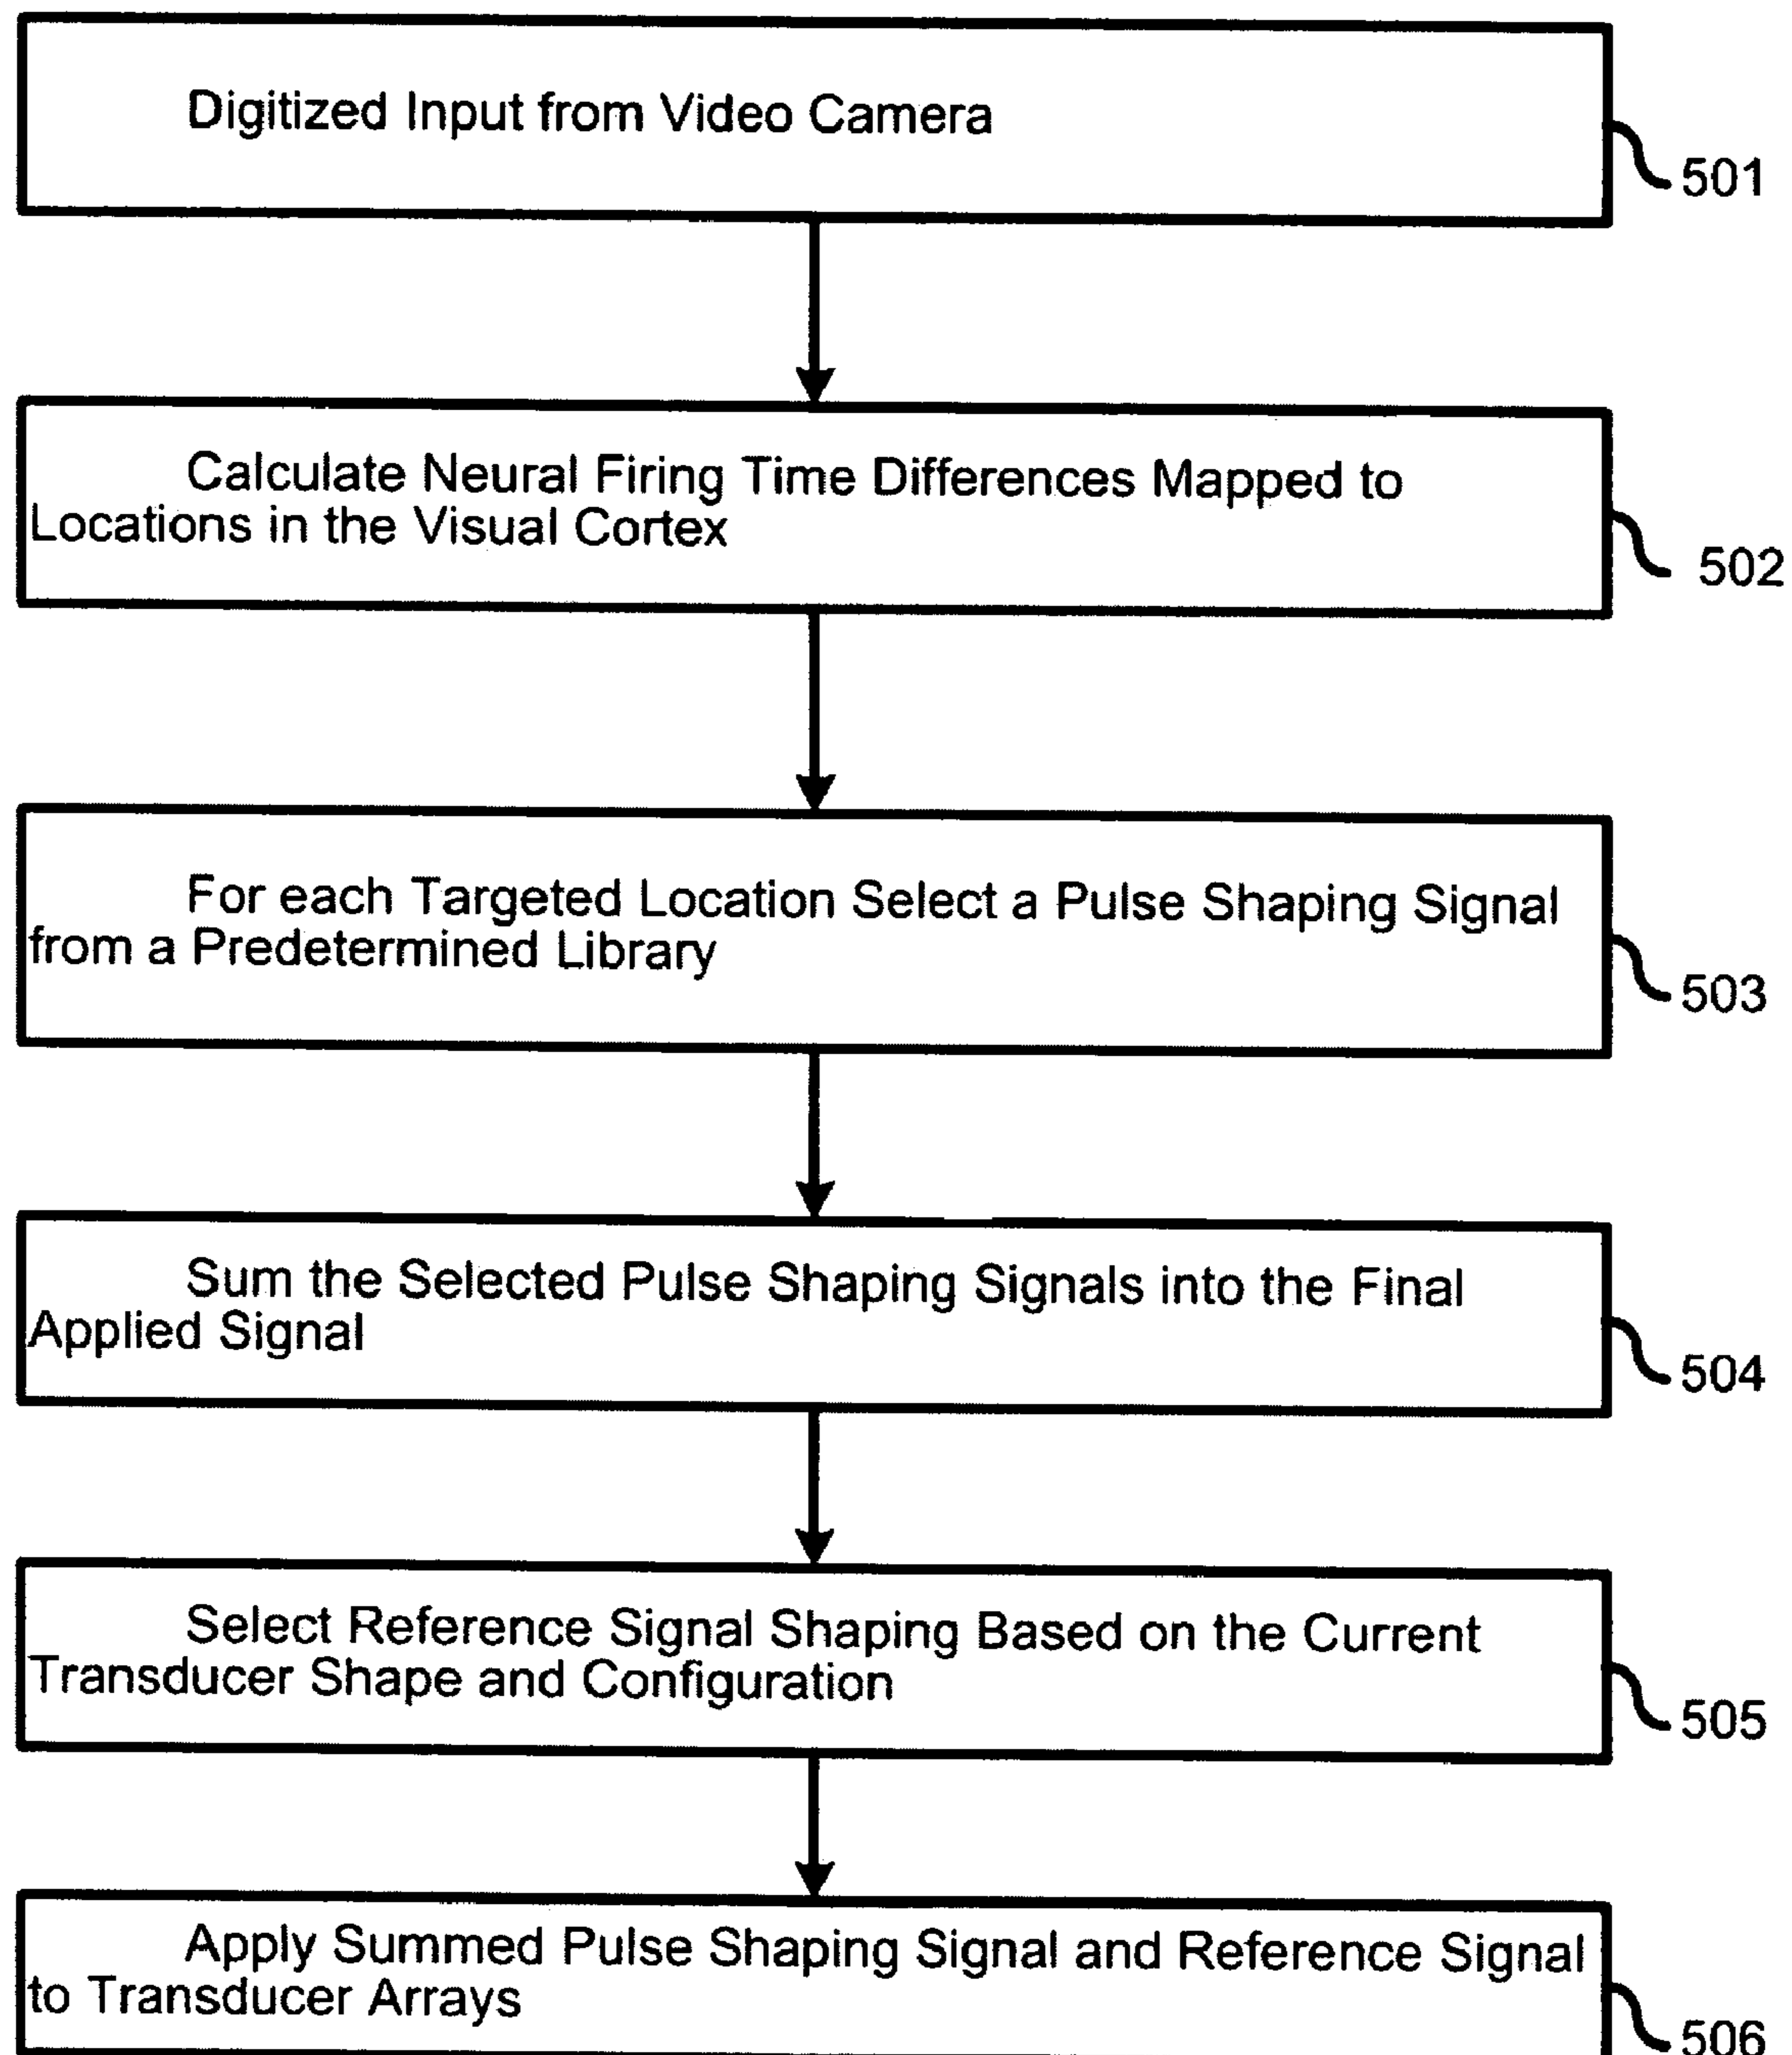 Digitized Input from Video Camera
501
Calculate Neural Firing Time Differences Mapped to
Locations in the Visual Cortex
502
For each Targeted Location Select a Pulse Shaping Signal
from a Predetermined Library
503
Sum the Selected Pulse Shaping Signals into the Final
Applied Signal
504
Select Reference Signal Shaping Based on the Current
Transducer Shape and Configuration
505
Apply Summed Pulse Shaping Signal and Reference Signal
to Transducer Arrays
506